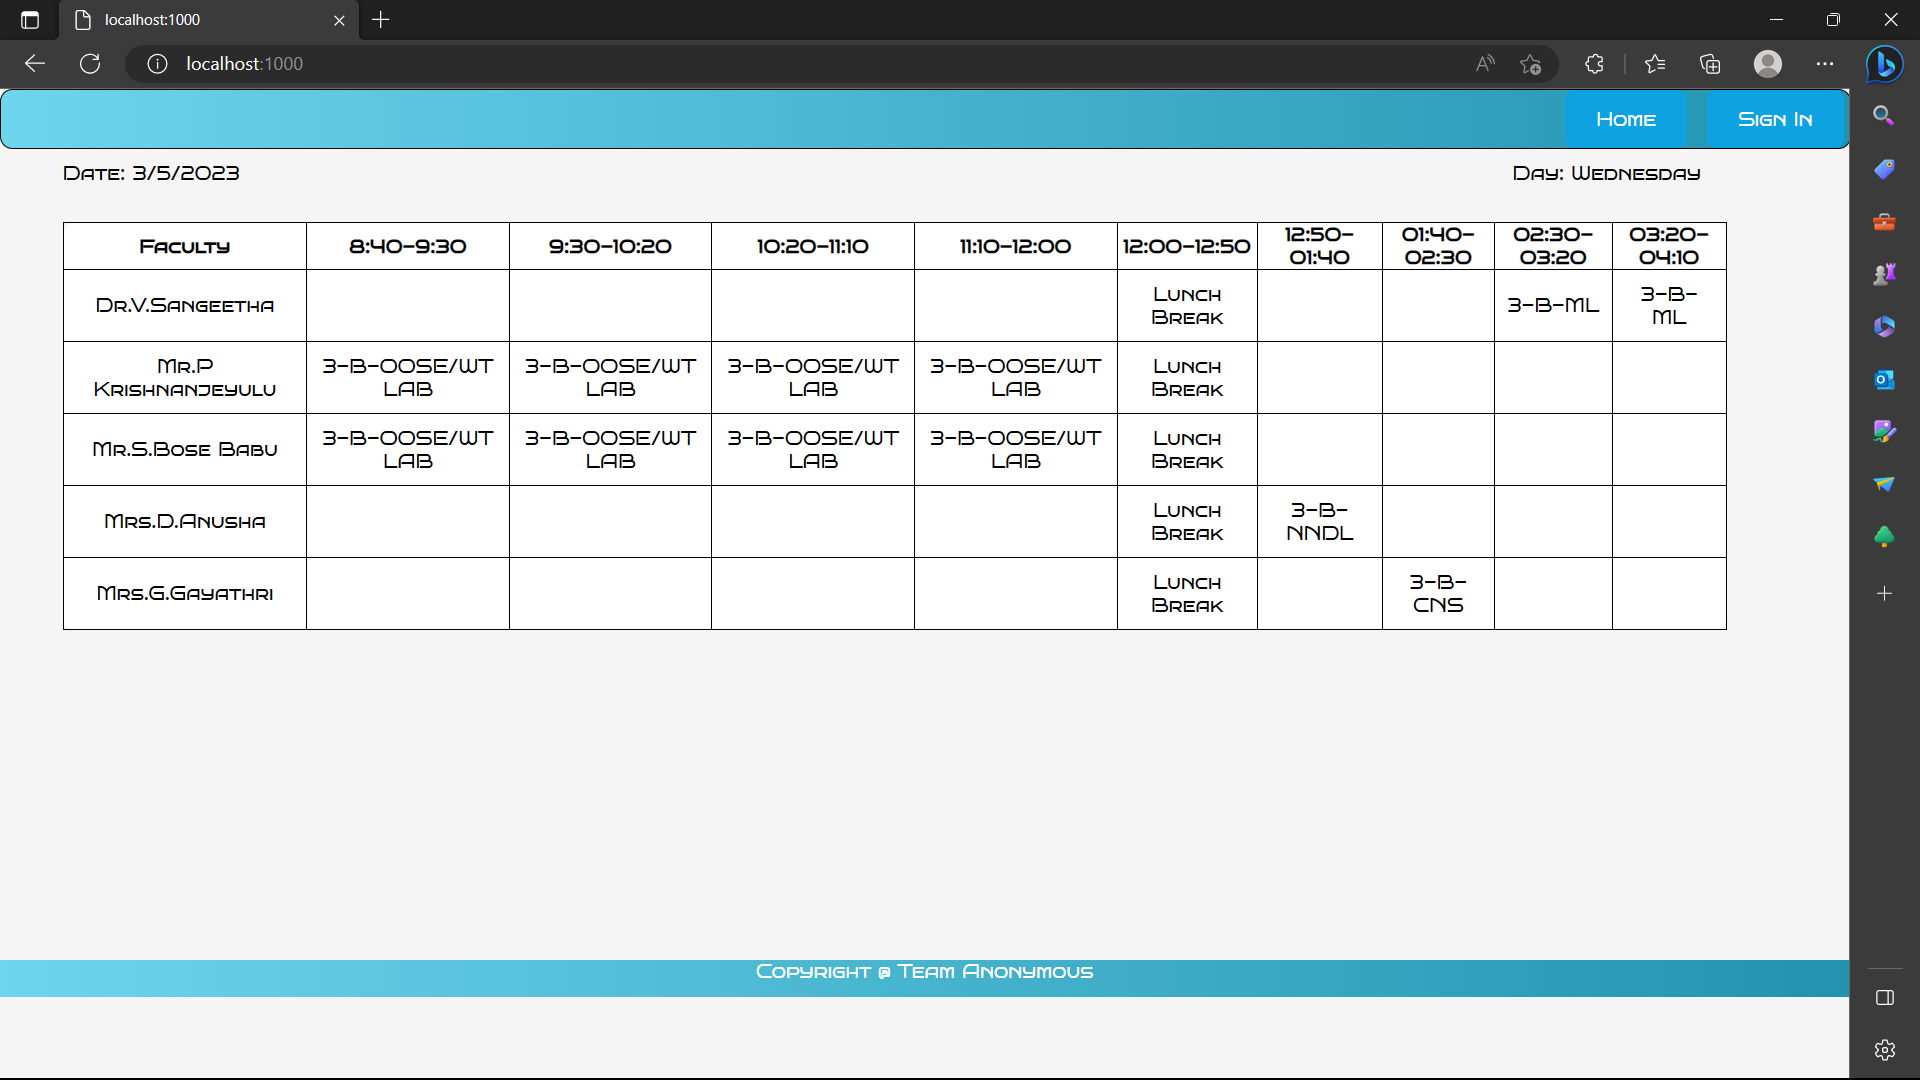 localhost:1000
localhost:1000
Home Sign In
Date: 3/5/2023 Day: Wednesday
Faculty 8:40-9:30 9:30-10:20 10:20-11:10 11:10-12:00 12:00-12:50 12:50-01:40 01:40-02:30 02:30-03:20 03:20-04:10
Dr.V.Sangeetha Lunch Break 3-B-ML 3-B-ML
Mr.P Krishnanjeyulu 3-B-OOSE/WT LAB 3-B-OOSE/WT LAB 3-B-OOSE/WT LAB 3-B-OOSE/WT LAB Lunch Break
Mr.S.Bose Babu 3-B-OOSE/WT LAB 3-B-OOSE/WT LAB 3-B-OOSE/WT LAB 3-B-OOSE/WT LAB Lunch Break
Mrs.D.Anusha Lunch Break 3-B-NNDL
Mrs.G.Gayathri Lunch Break 3-B-CNS
Copyright @ Team Anonymous